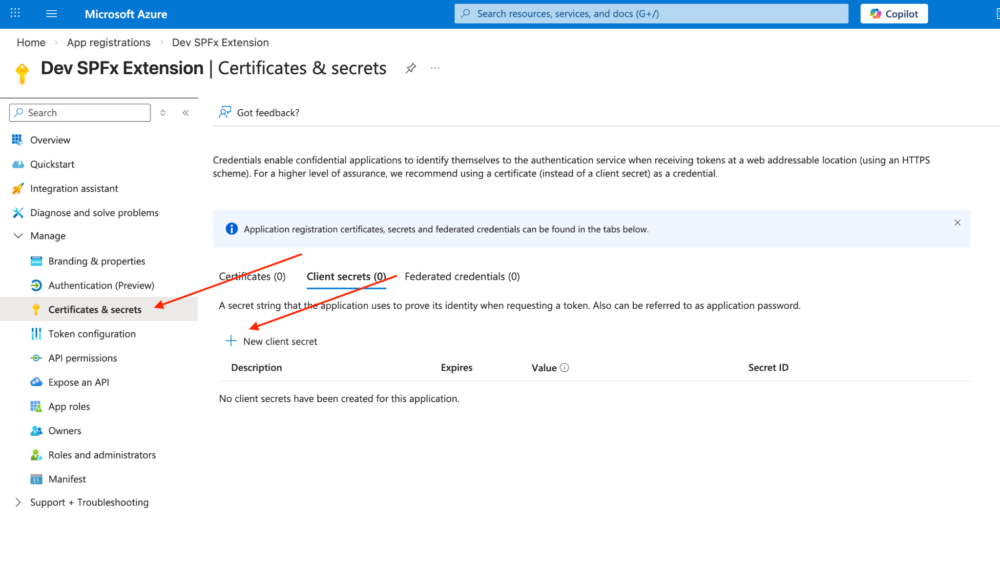 Microsoft Azure
Search resources, services, and docs (G+/)
Copilot
Home > App registrations > Dev SPFx Extension
Dev SPFx Extension | Certificates & secrets
Search
Got feedback?
Overview
Quickstart
Integration assistant
Diagnose and solve problems
Manage
Branding & properties
Authentication (Preview)
Certificates & secrets
Token configuration
API permissions
Expose an API
App roles
Owners
Roles and administrators
Manifest
Support + Troubleshooting
Credentials enable confidential applications to identify themselves to the authentication service when receiving tokens at a web addressable location (using an HTTPS
scheme). For a higher level of assurance, we recommend using a certificate (instead of a client secret) as a credential.
Application registration certificates, secrets and federated credentials can be found in the tabs below.
Certificates (0) Client secrets (0) Federated credentials (0)
A secret string that the application uses to prove its identity when requesting a token. Also can be referred to as application password.
New client secret
Description Expires Value Secret ID
No client secrets have been created for this application.